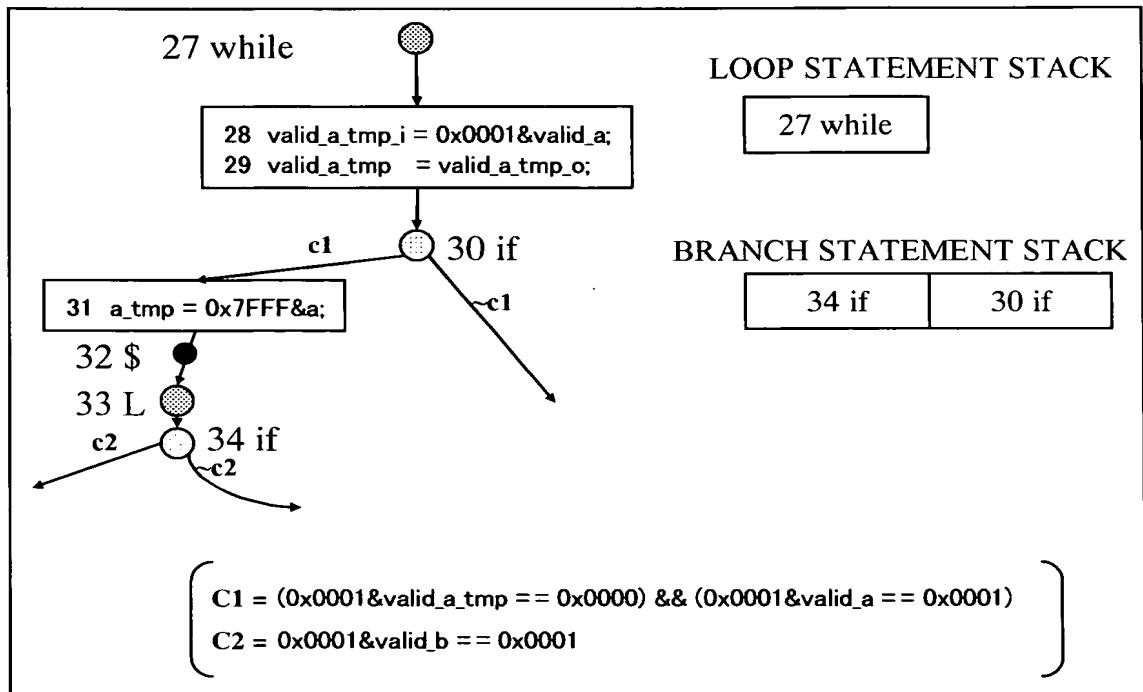 27 while
LOOP STATEMENT STACK
27 while
28 valid_a_tmp_i = 0x0001&valid_a;
29 valid_a_tmp = valid_a_tmp_o;
c1
30 if
~c1
BRANCH STATEMENT STACK
34 if 30 if
31 a_tmp = 0x7FFF&a;
32 $
33 L
c2
34 if
~c2
C1 = (0x0001&valid_a_tmp == 0x0000) && (0x0001&valid_a == 0x0001)
C2 = 0x0001&valid_b == 0x0001